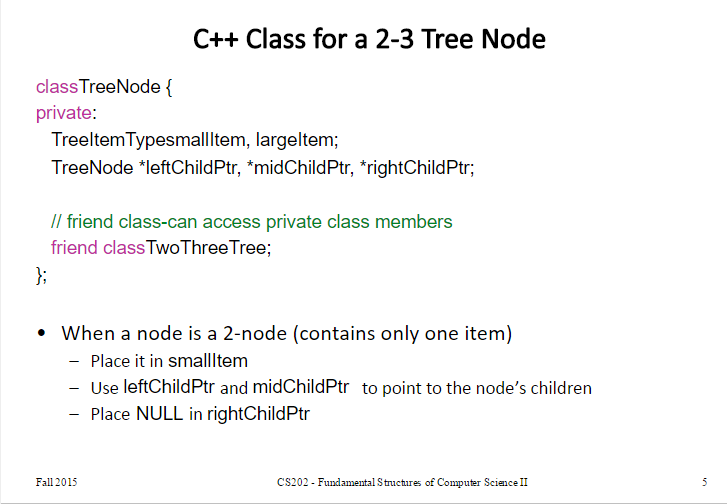 C++ Class for a 2-3 Tree Node
classTreeNode {
private:
TreeItemTypesmallItem, largeItem;
TreeNode *leftChildPtr, *midChildPtr, *rightChildPtr;
// friend class-can access private class members
friend classTwoThreeTree;
};
• When a node is a 2-node (contains only one item)
– Place it in smallItem
– Use leftChildPtr and midChildPtr to point to the node’s children
– Place NULL in rightChildPtr
Fall 2015 CS202 - Fundamental Structures of Computer Science II 5